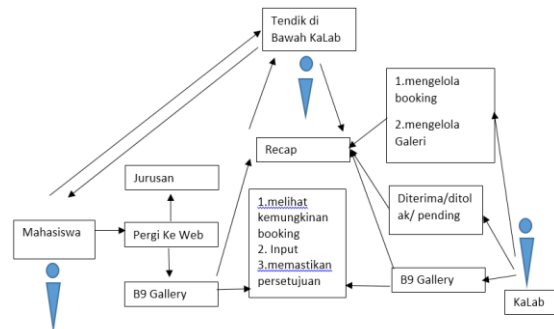 Tendik di
Bawah KaLab
1.mengelola
booking
2.mengelola
Galeri
Recap
Jurusan
1.melihat
kemungkinan
booking
2. Input
3.memastikan
persetujuan
Diterima/ditol
ak/ pending
Mahasiswa
Pergi Ke Web
B9 Gallery
B9 Gallery
KaLab